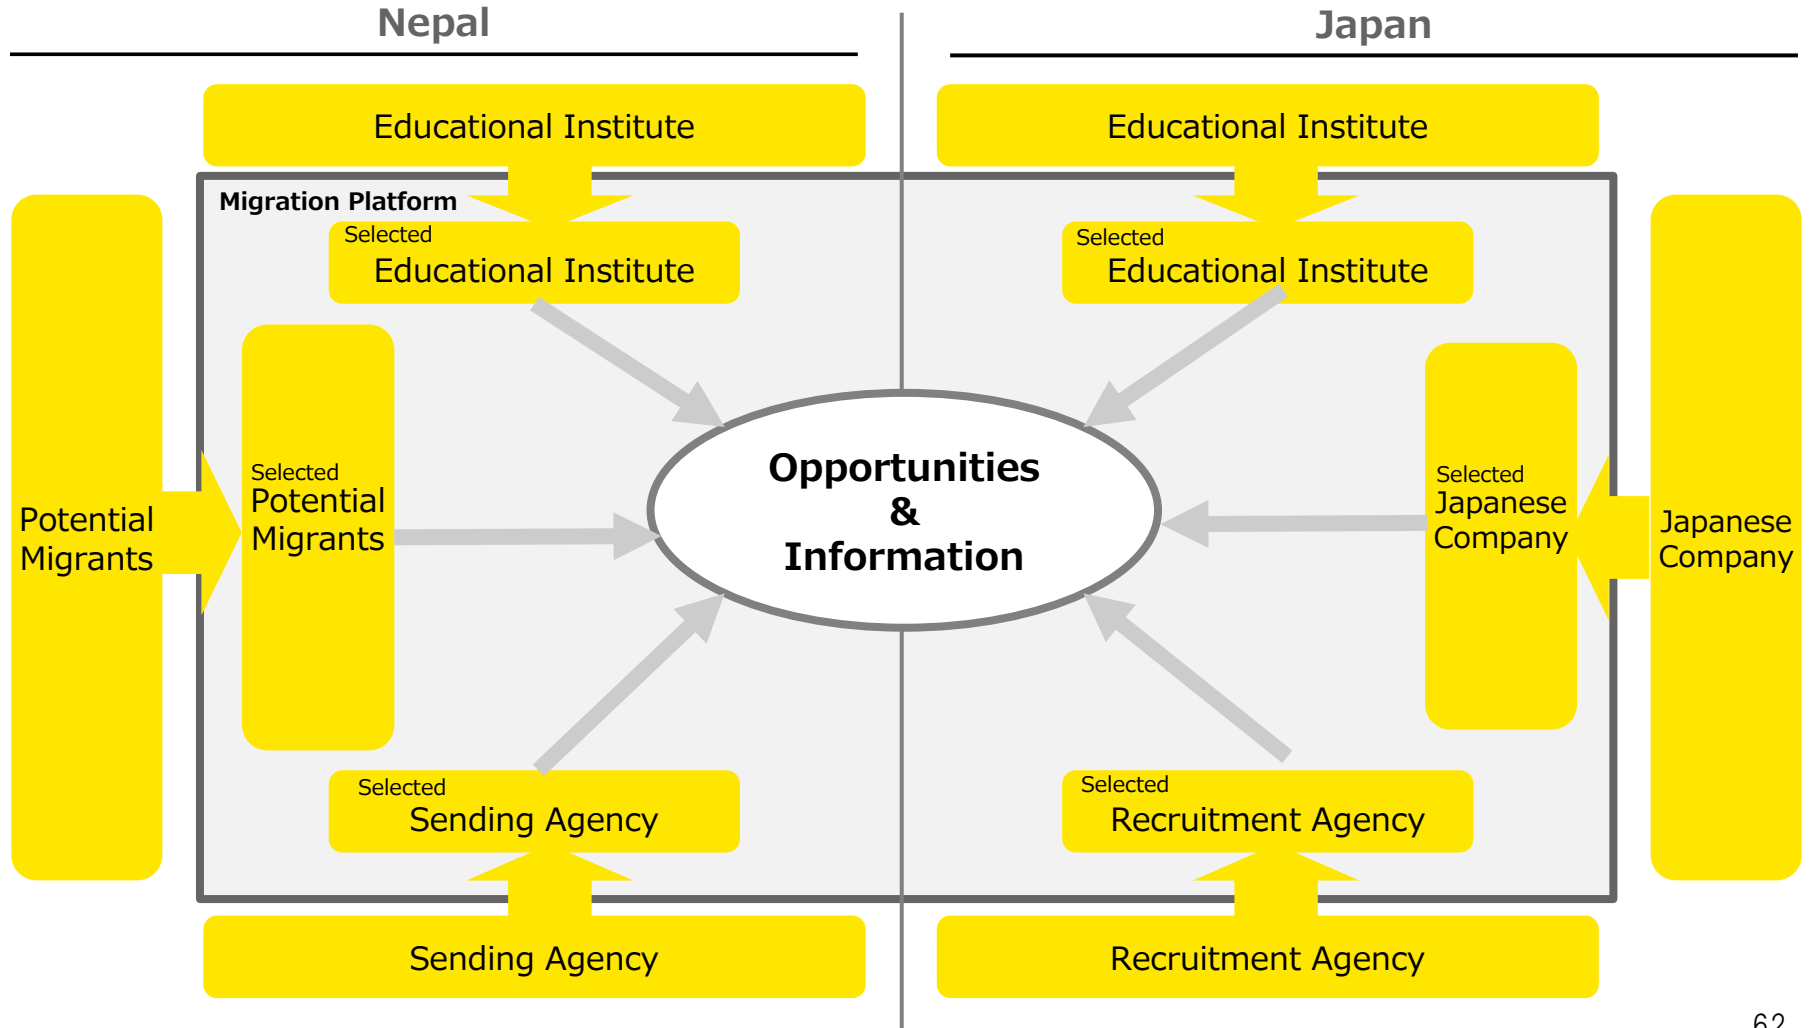 Nepal
Japan
Educational Institute
Educational Institute
Migration Platform
Selected
Educational Institute
Selected
Educational Institute
Potential
Migrants
Selected
Potential
Migrants
Opportunities
&
Information
Selected
Japanese
Company
Japanese
Company
Selected
Sending Agency
Selected
Recruitment Agency
Sending Agency
Recruitment Agency
62